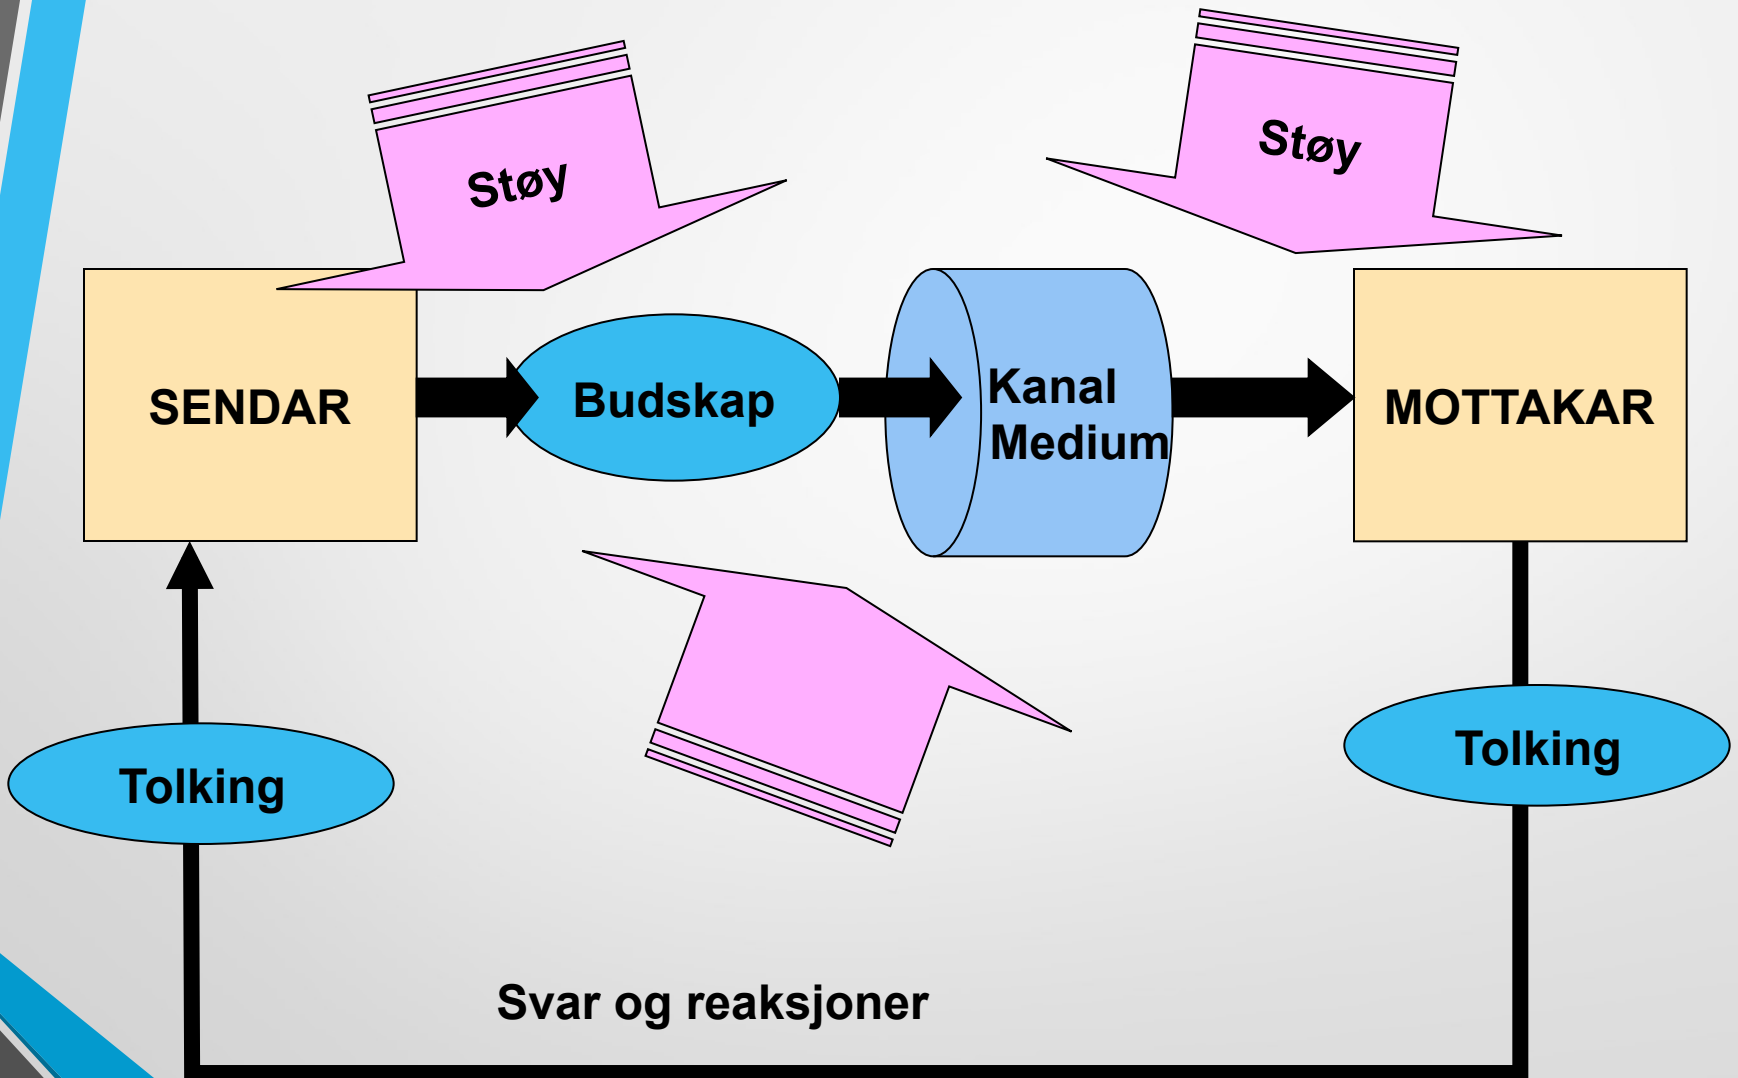 Støy
Støy
SENDAR
Budskap
Kanal
Medium
MOTTAKAR
Tolking
Tolking
Svar og reaksjoner